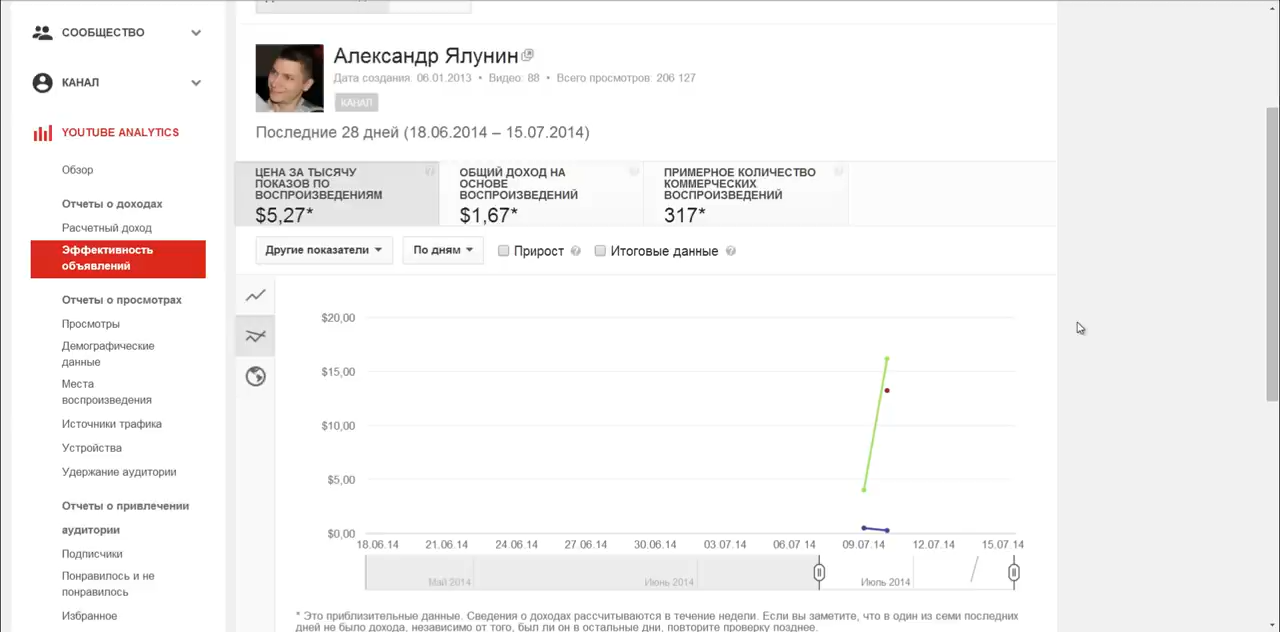 СООБЩЕСТВО
КАНАЛ
YOUTUBE ANALYTICS
Обзор
Отчеты о доходах
Расчетный доход
Эффективность
объявлений
Отчеты о просмотрах
Просмотры
Демографические
данные
Места
воспроизведения
Источники трафика
Устройства
Удержание аудитории
Отчеты о привлечении
аудитории
Подписчики
Понравилось и не
понравилось
Избранное
Александр Ялунин
Дата создания: 06.01.2013 • Видео: 88 • Всего просмотров: 206 127
КАНАЛ
Последние 28 дней (18.06.2014 – 15.07.2014)
ЦЕНА ЗА ТЫСЯЧУ
ПОКАЗОВ ПО
ВОСПРОИЗВЕДЕНИЯМ
$5,27*
ОБЩИЙ ДОХОД НА
ОСНОВЕ
ВОСПРОИЗВЕДЕНИЙ
$1,67*
ПРИМЕРНОЕ КОЛИЧЕСТВО
КОММЕРЧЕСКИХ
ВОСПРОИЗВЕДЕНИЙ
317*
Другие показатели По дням Прирост ? Итоговые данные ?
$20,00
$15,00
$10,00
$5,00
$0,00
18.06.14 21.06.14 24.06.14 27.06.14 30.06.14 03.07.14 06.07.14 09.07.14 12.07.14 15.07.14
Май 2014 Июнь 2014 Июль 2014
* Это приблизительные данные. Сведения о доходах рассчитываются в течение недели. Если вы заметите, что в один из семи последних
дней не было дохода, независимо от того, был ли он в остальные дни, повторите проверку позднее.